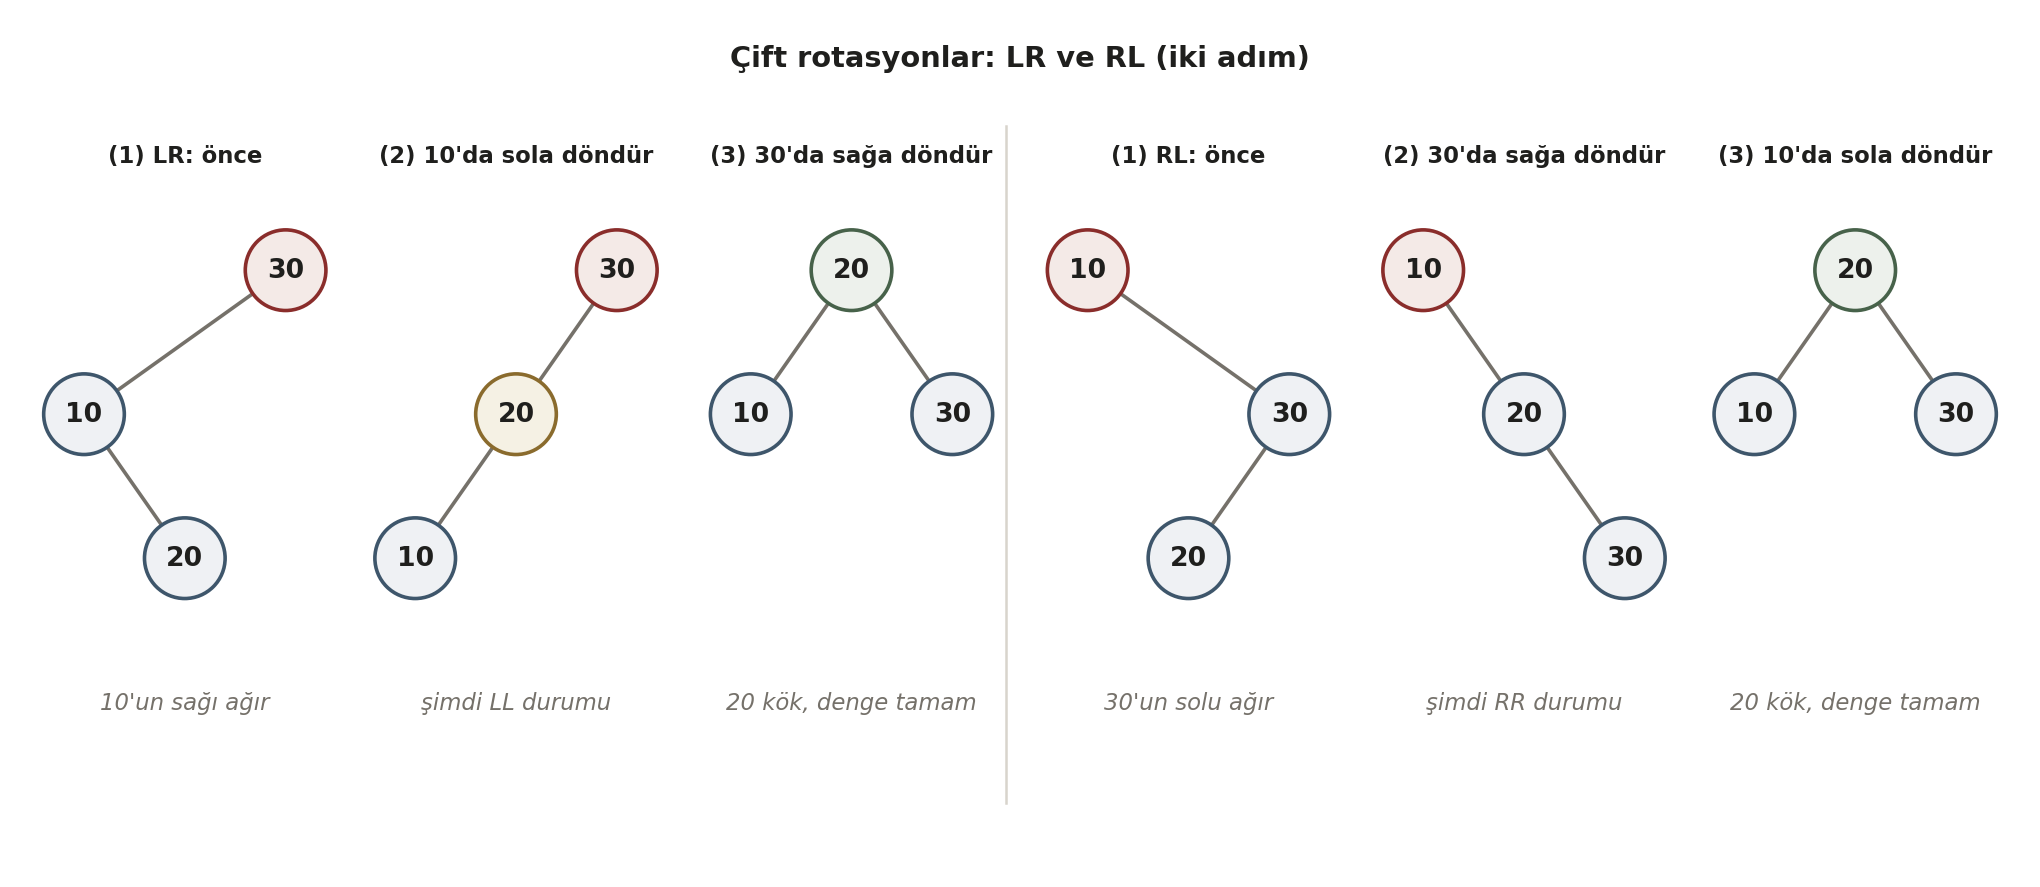 Çift rotasyonlar: LR ve RL (iki adım)
(1) LR: önce
30
10
20
10'un sağı ağır
(2) 10'da sola döndür
30
20
10
şimdi LL durumu
(3) 30'da sağa döndür
20
10
30
20 kök, denge tamam
(1) RL: önce
10
30
20
30'un solu ağır
(2) 30'da sağa döndür
10
20
30
şimdi RR durumu
(3) 10'da sola döndür
20
10
30
20 kök, denge tamam